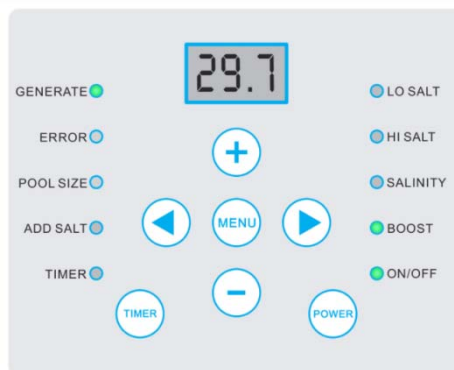 29.7
GENERATE
ERROR
POOL SIZE
ADD SALT
TIMER
LO SALT
HI SALT
SALINITY
BOOST
ON/OFF
+
MENU
-
TIMER
POWER